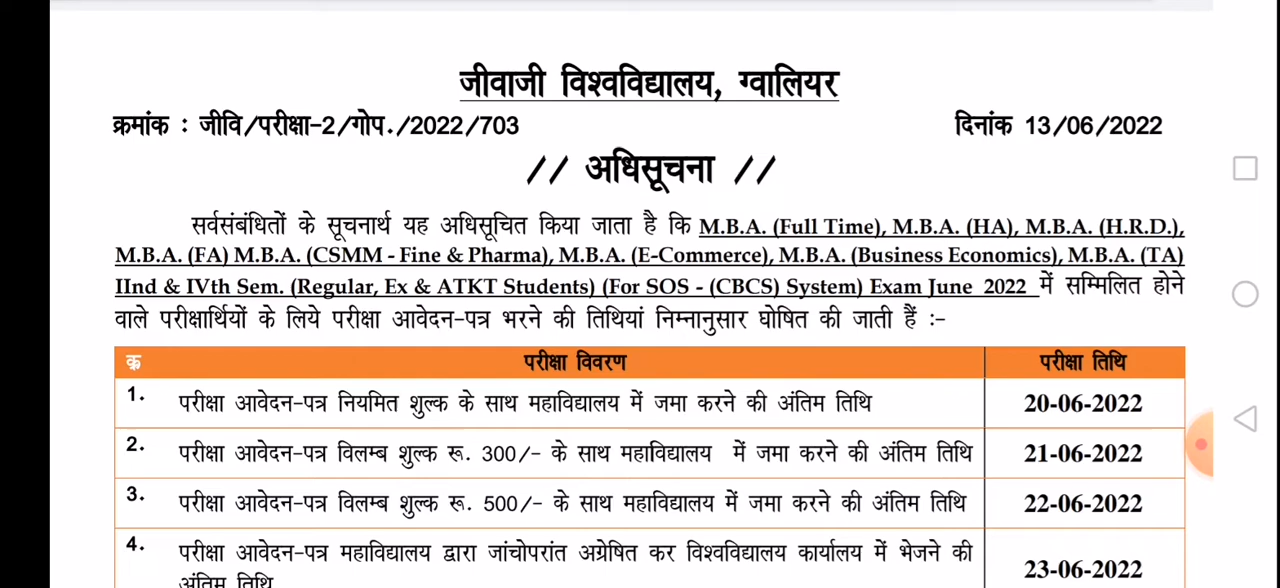 जीवाजी विश्वविद्यालय, ग्वालियर
क्रमांक : जीवि/परीक्षा-2/गोप./2022/703 दिनांक 13/06/2022
// अधिसूचना //
सर्वसंबंधितों के सूचनार्थ यह अधिसूचित किया जाता है कि M.B.A. (Full Time), M.B.A. (HA), M.B.A. (H.R.D.),
M.B.A. (FA) M.B.A. (CSMM - Fine & Pharma), M.B.A. (E-Commerce), M.B.A. (Business Economics), M.B.A. (TA)
IInd & IVth Sem. (Regular, Ex & ATKT Students) (For SOS - (CBCS) System) Exam June 2022 में सम्मिलित होने
वाले परीक्षार्थियों के लिये परीक्षा आवेदन-पत्र भरने की तिथियां निम्नानुसार घोषित की जाती हैं :-
क्र परीक्षा विवरण परीक्षा तिथि
1. परीक्षा आवेदन-पत्र नियमित शुल्क के साथ महाविद्यालय में जमा करने की अंतिम तिथि 20-06-2022
2. परीक्षा आवेदन-पत्र विलम्ब शुल्क रू. 300/- के साथ महाविद्यालय में जमा करने की अंतिम तिथि 21-06-2022
3. परीक्षा आवेदन-पत्र विलम्ब शुल्क रू. 500/- के साथ महाविद्यालय में जमा करने की अंतिम तिथि 22-06-2022
4. परीक्षा आवेदन-पत्र महाविद्यालय द्वारा जांचोपरांत अग्रेषित कर विश्वविद्यालय कार्यालय में भेजने की
अंतिम तिथि 23-06-2022